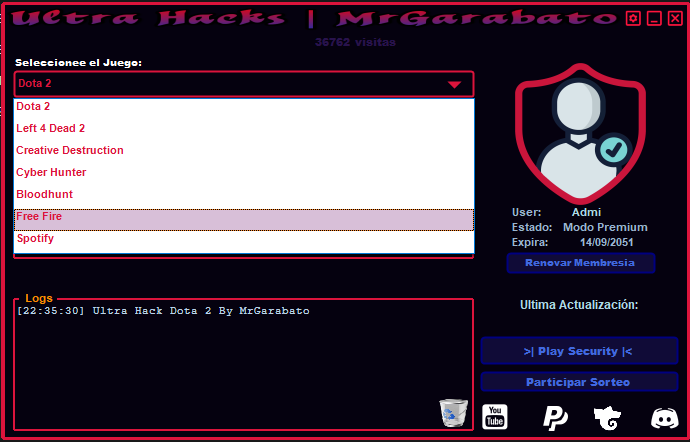 Ultra Hacks | MrGarabato
36762 visitas
Seleccionee el Juego:
Dota 2
Dota 2
Left 4 Dead 2
Creative Destruction
Cyber Hunter
Bloodhunt
Free Fire
Spotify
User: Admi
Estado: Modo Premium
Expira: 14/09/2051
Renovar Membresia
Logs
[22:35:30] Ultra Hack Dota 2 By MrGarabato
Ultima Actualización:
>| Play Security |<
Participar Sorteo
You
Tube